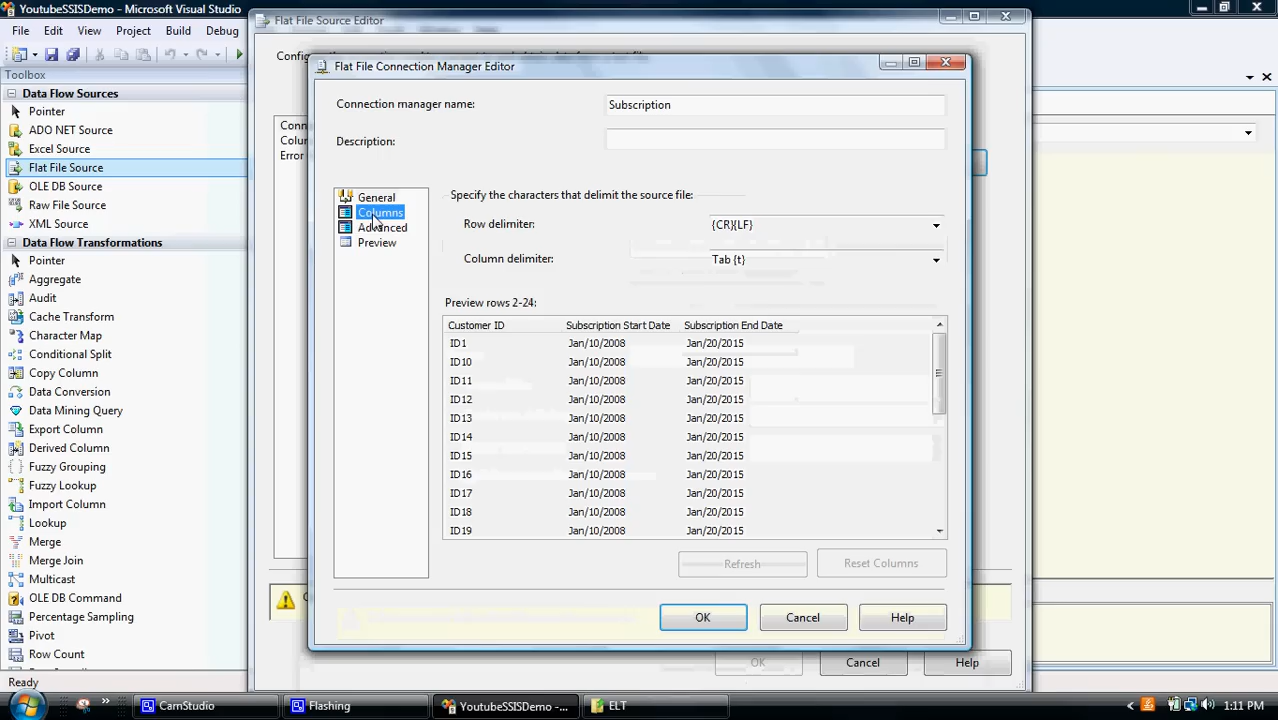 YoutubeSSISDemo - Microsoft Visual Studio
File Edit View Project Build Debug
Toolbox
Data Flow Sources
Pointer
ADO NET Source
Excel Source
Flat File Source
OLE DB Source
Raw File Source
XML Source
Data Flow Transformations
Pointer
Aggregate
Audit
Cache Transform
Character Map
Conditional Split
Copy Column
Data Conversion
Data Mining Query
Export Column
Derived Column
Fuzzy Grouping
Fuzzy Lookup
Import Column
Lookup
Merge
Merge Join
Multicast
OLE DB Command
Percentage Sampling
Pivot
Row Count
Ready
Flat File Source Editor
Conn
Colu
Error
Flat File Connection Manager Editor
Connection manager name: Subscription
Description:
General
Columns
Advanced
Preview
Specify the characters that delimit the source file:
Row delimiter: {CR}{LF}
Column delimiter: Tab {t}
Preview rows 2-24:
Customer ID Subscription Start Date Subscription End Date
ID1 Jan/10/2008 Jan/20/2015
ID10 Jan/10/2008 Jan/20/2015
ID11 Jan/10/2008 Jan/20/2015
ID12 Jan/10/2008 Jan/20/2015
ID13 Jan/10/2008 Jan/20/2015
ID14 Jan/10/2008 Jan/20/2015
ID15 Jan/10/2008 Jan/20/2015
ID16 Jan/10/2008 Jan/20/2015
ID17 Jan/10/2008 Jan/20/2015
ID18 Jan/10/2008 Jan/20/2015
ID19 Jan/10/2008 Jan/20/2015
Refresh Reset Columns
OK Cancel Help
OK Cancel Help
CamStudio Flashing YoutubeSSISDemo -... ELT 1:11 PM